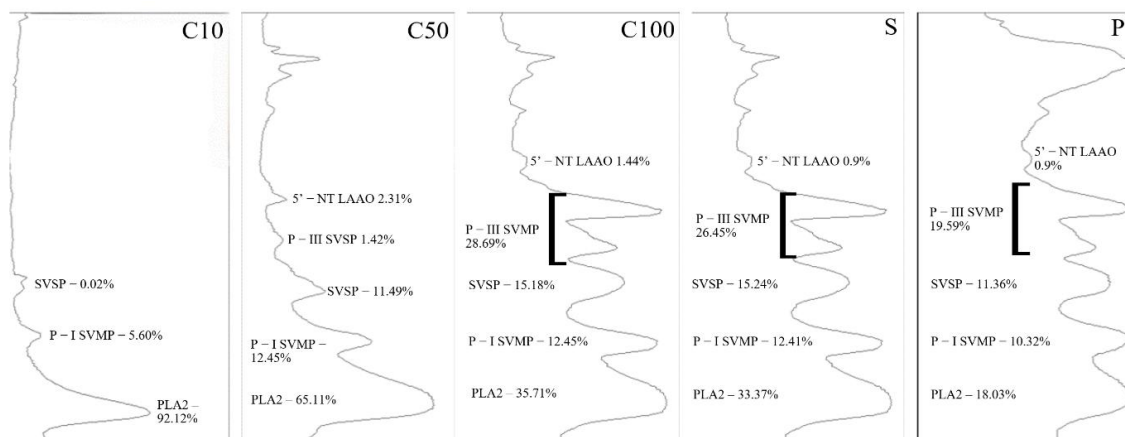 C10
SVSP – 0.02%
P – I SVMP – 5.60%
PLA2 –
92.12%
C50
5’ – NT LAAO 2.31%
P – III SVSP 1.42%
SVSP – 11.49%
P – I SVMP –
12.45%
PLA2 – 65.11%
C100
5’ – NT LAAO 1.44%
P – III SVMP
28.69%
SVSP – 15.18%
P – I SVMP – 12.45%
PLA2 – 35.71%
S
5’ – NT LAAO 0.9%
P – III SVMP
26.45%
SVSP – 15.24%
P – I SVMP – 12.41%
PLA2 – 33.37%
P
5’ – NT LAAO
0.9%
P – III SVMP
19.59%
SVSP – 11.36%
P – I SVMP – 10.32%
PLA2 – 18.03%